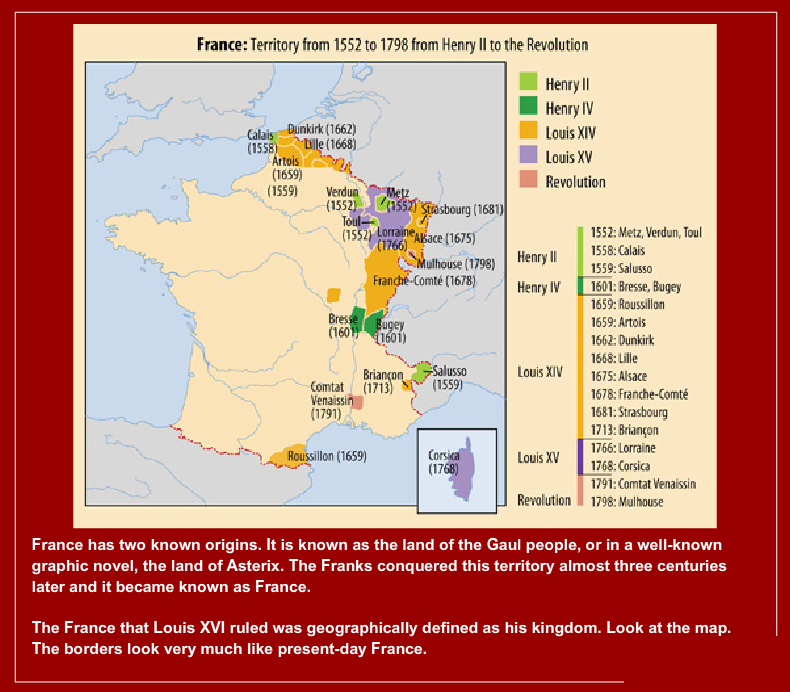 France: Territory from 1552 to 1798 from Henry II to the Revolution
Henry II
Henry IV
Louis XIV
Louis XV
Revolution
Dunkirk (1662)
Calais
(1558)
Lille (1668)
Artois
(1659)
(1559)
Verdun
(1552)
Metz
(1552)
Strasbourg (1681)
Toul
(1552)
Lorraine
(1766)
Alsace (1675)
Mulhouse (1798)
Franche-Comté (1678)
Bresse
(1601)
Bugey
(1601)
Briançon
(1713)
Salusso
(1559)
Comtat
Venaissin
(1791)
Roussillon (1659)
Corsica
(1768)
Henry II
1552: Metz, Verdun, Toul
1558: Calais
1559: Salusso
Henry IV
1601: Bresse, Bugey
Louis XIV
1659: Roussillon
1659: Artois
1662: Dunkirk
1668: Lille
1675: Alsace
1678: Franche-Comté
1681: Strasbourg
1713: Briançon
Louis XV
1766: Lorraine
1768: Corsica
Revolution
1791: Comtat Venaissin
1798: Mulhouse
France has two known origins. It is known as the land of the Gaul people, or in a well-known
graphic novel, the land of Asterix. The Franks conquered this territory almost three centuries
later and it became known as France.
The France that Louis XVI ruled was geographically defined as his kingdom. Look at the map.
The borders look very much like present-day France.